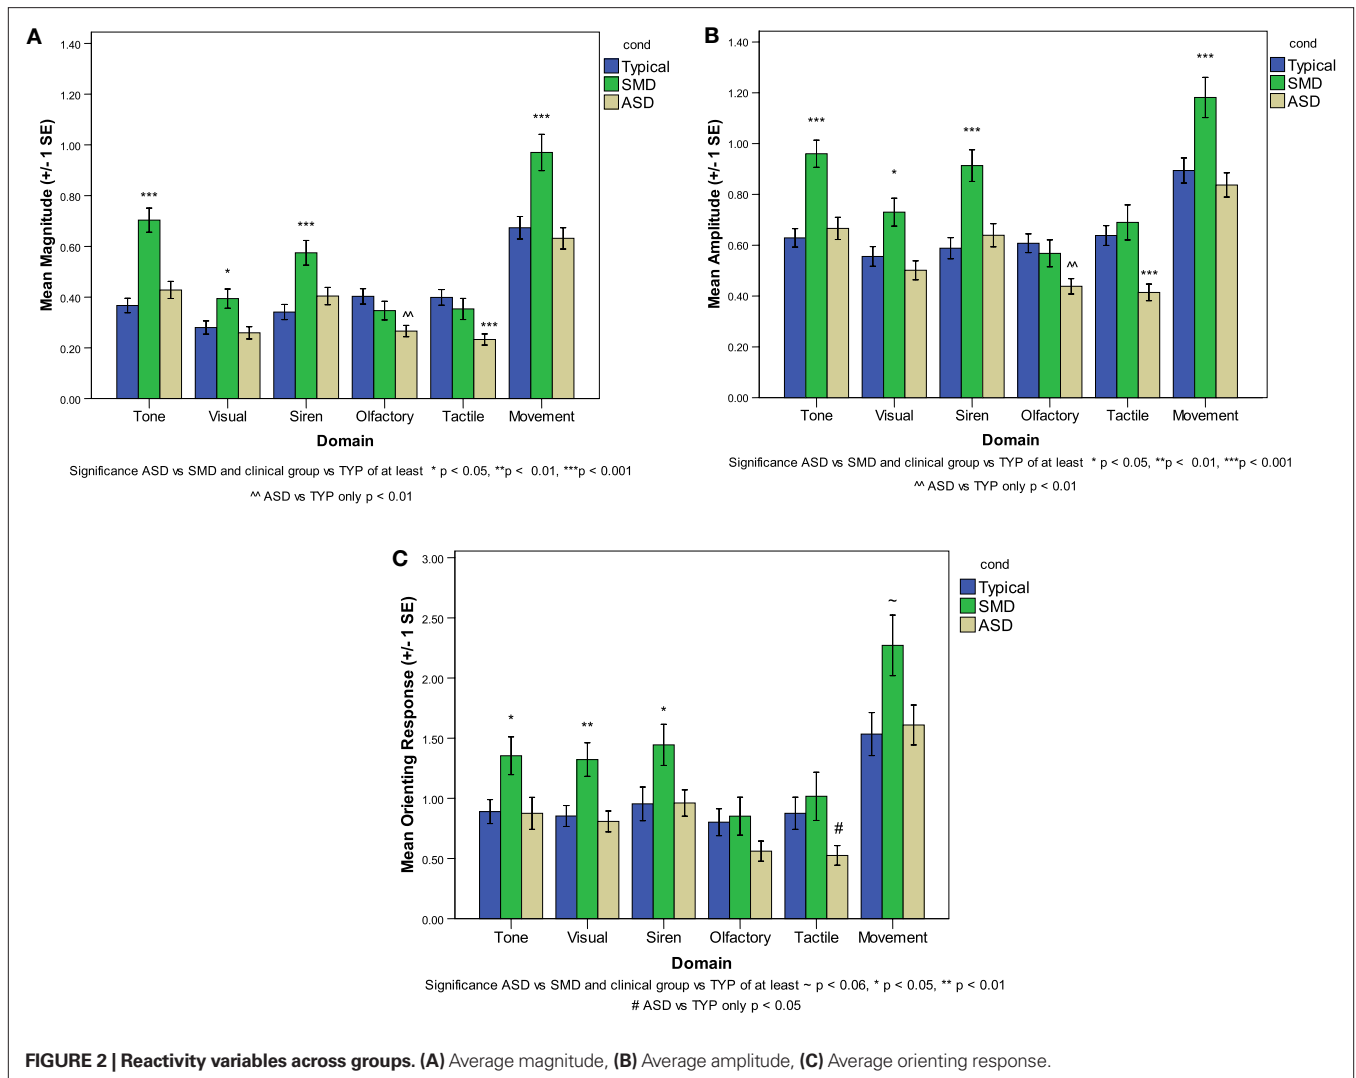 A
Mean Magnitude (+/- 1 SE)
1.40
1.20
1.00
0.80
0.60
0.40
0.20
0.00
***
*
***
^^
***
***
Tone Visual Siren Olfactory Tactile Movement
Domain
cond
Typical
SMD
ASD
Significance ASD vs SMD and clinical group vs TYP of at least * p < 0.05, **p < 0.01, ***p < 0.001
^^ ASD vs TYP only p < 0.01
B
Mean Amplitude (+/- 1 SE)
1.40
1.20
1.00
0.80
0.60
0.40
0.20
0.00
***
*
***
^^
***
***
Tone Visual Siren Olfactory Tactile Movement
Domain
cond
Typical
SMD
ASD
Significance ASD vs SMD and clinical group vs TYP of at least * p < 0.05, **p < 0.01, ***p < 0.001
^^ ASD vs TYP only p < 0.01
C
Mean Orienting Response (+/- 1 SE)
3.00
2.50
2.00
1.50
1.00
0.50
0.00
*
**
*
#
~
Tone Visual Siren Olfactory Tactile Movement
Domain
cond
Typical
SMD
ASD
Significance ASD vs SMD and clinical group vs TYP of at least ~ p < 0.06, * p < 0.05, ** p < 0.01
# ASD vs TYP only p < 0.05
FIGURE 2 | Reactivity variables across groups. (A) Average magnitude, (B) Average amplitude, (C) Average orienting response.